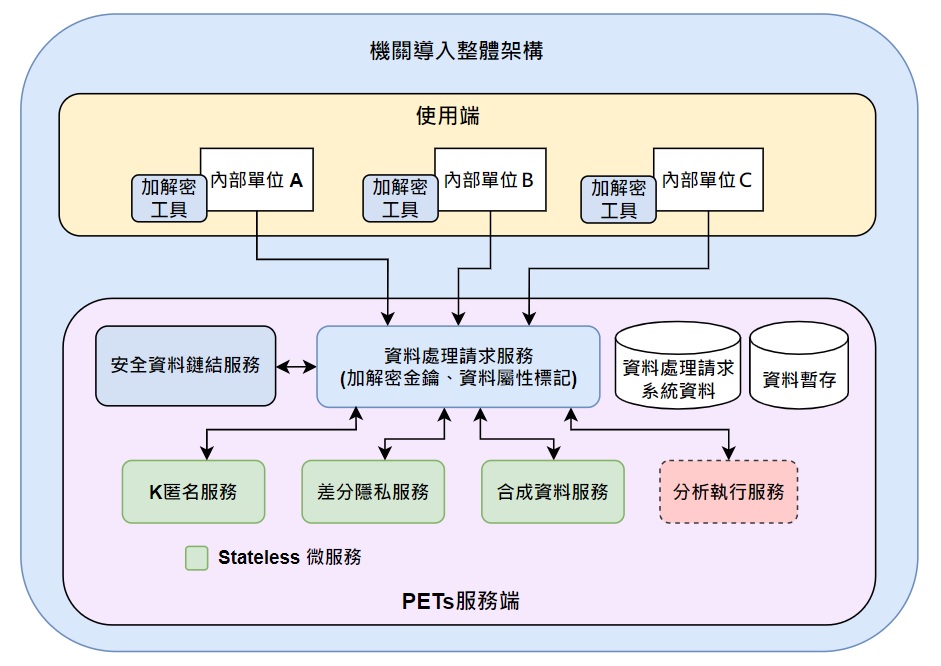 機關導入整體架構
使用端
內部單位 A
內部單位 B
內部單位 C
加解密
工具
加解密
工具
加解密
工具
安全資料鏈結服務
資料處理請求服務
(加解密金鑰、資料屬性標記)
資料處理請求
系統資料
資料暫存
K匿名服務
差分隱私服務
合成資料服務
分析執行服務
Stateless 微服務
PETs服務端